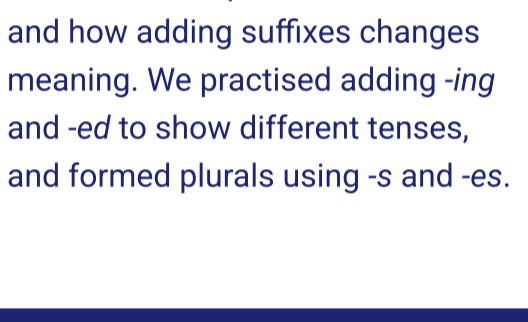 and how adding suffixes changes
meaning. We practised adding -ing
and -ed to show different tenses,
and formed plurals using -s and -es.